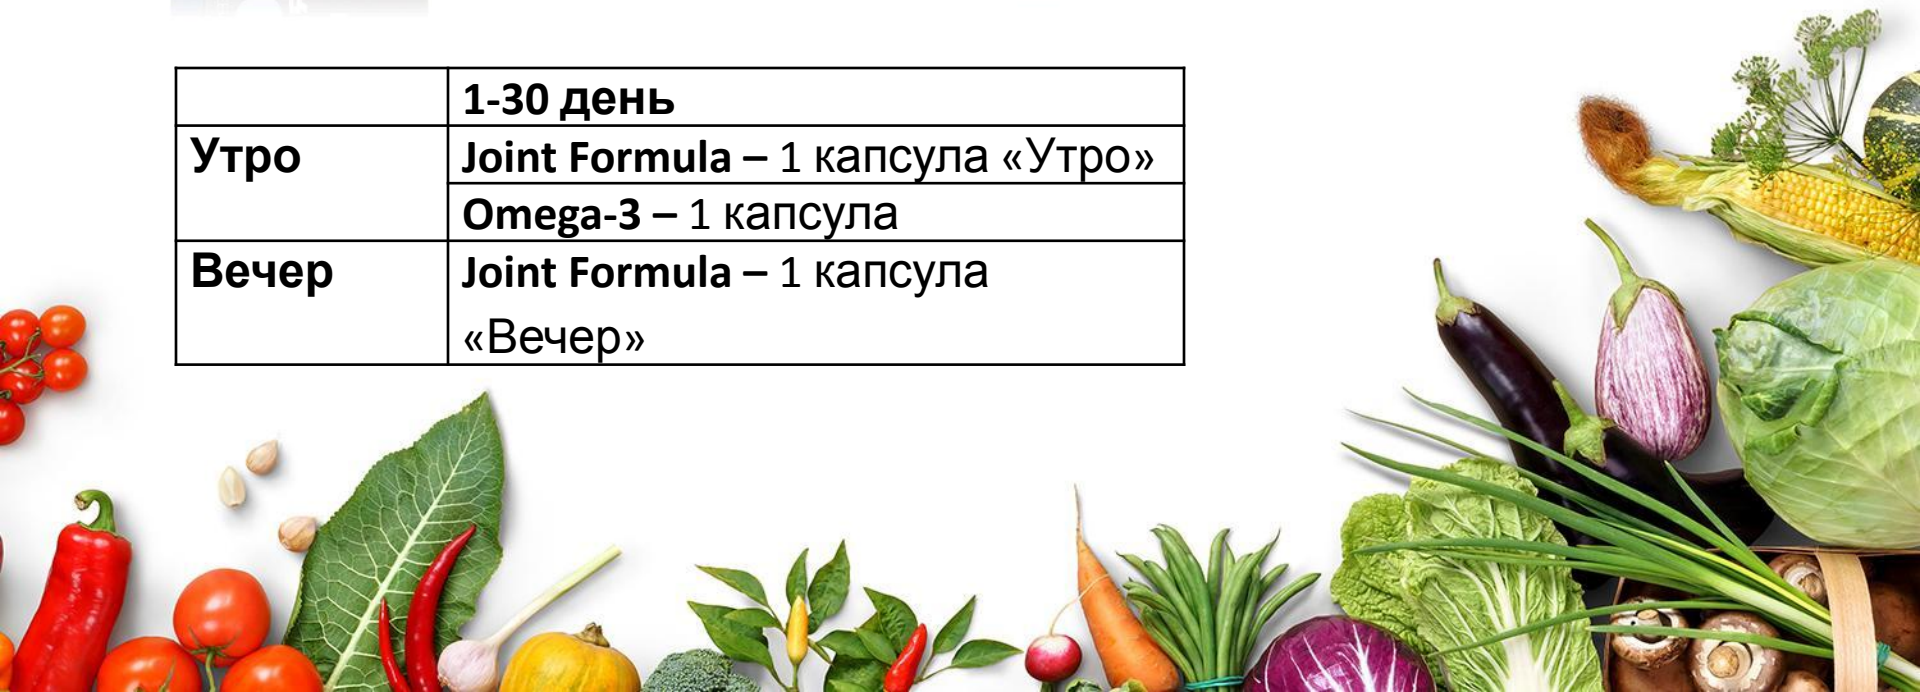 1-30 день
Утро
Joint Formula – 1 капсула «Утро»
Omega-3 – 1 капсула
Вечер
Joint Formula – 1 капсула
«Вечер»